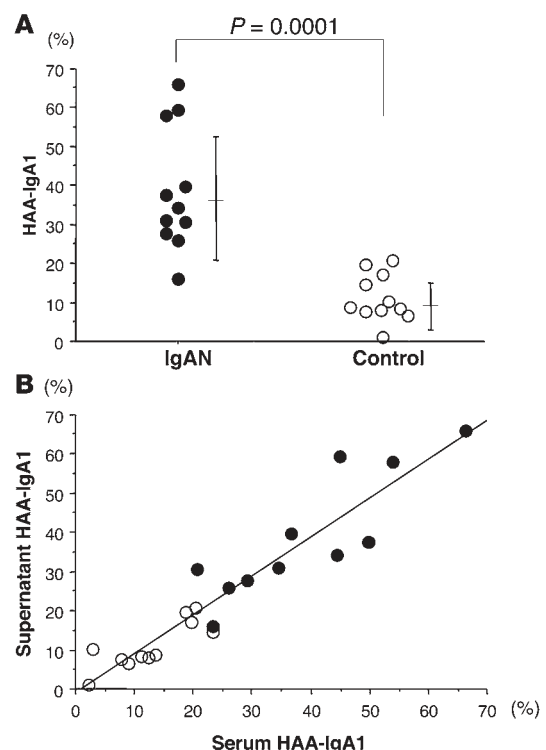 A
(%)
P = 0.0001
70
60
50
40
30
20
10
0
HAA-IgA1
IgAN Control
B (%)
70
60
50
40
30
20
10
0
Supernatant HAA-IgA1
0 10 20 30 40 50 60 70 (%)
Serum HAA-IgA1